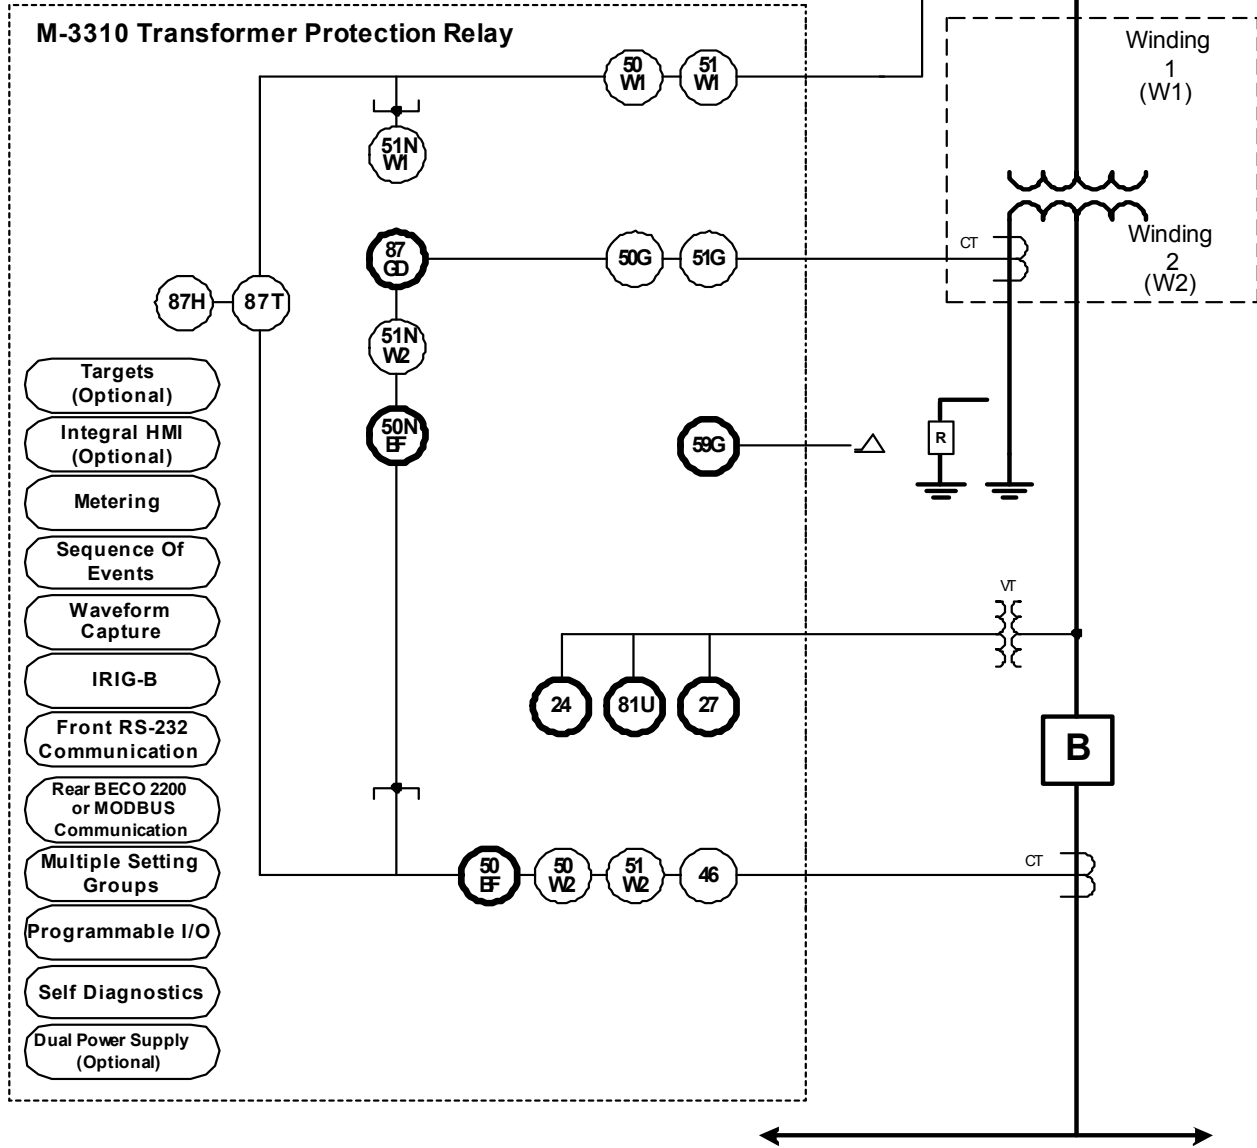 M-3310 Transformer Protection Relay
Winding
1
(W1)
50
W1
51
W1
51N
W1
87
GD
50G
51G
CT
Winding
2
(W2)
87H
87T
51N
W2
Targets
(Optional)
50N
BF
59G
R
Integral HMI
(Optional)
Metering
Sequence Of
Events
Waveform
Capture
VT
IRIG-B
24
81U
27
Front RS-232
Communication
B
Rear BECO 2200
or MODBUS
Communication
Multiple Setting
Groups
50
BF
50
W2
51
W2
46
CT
Programmable I/O
Self Diagnostics
Dual Power Supply
(Optional)